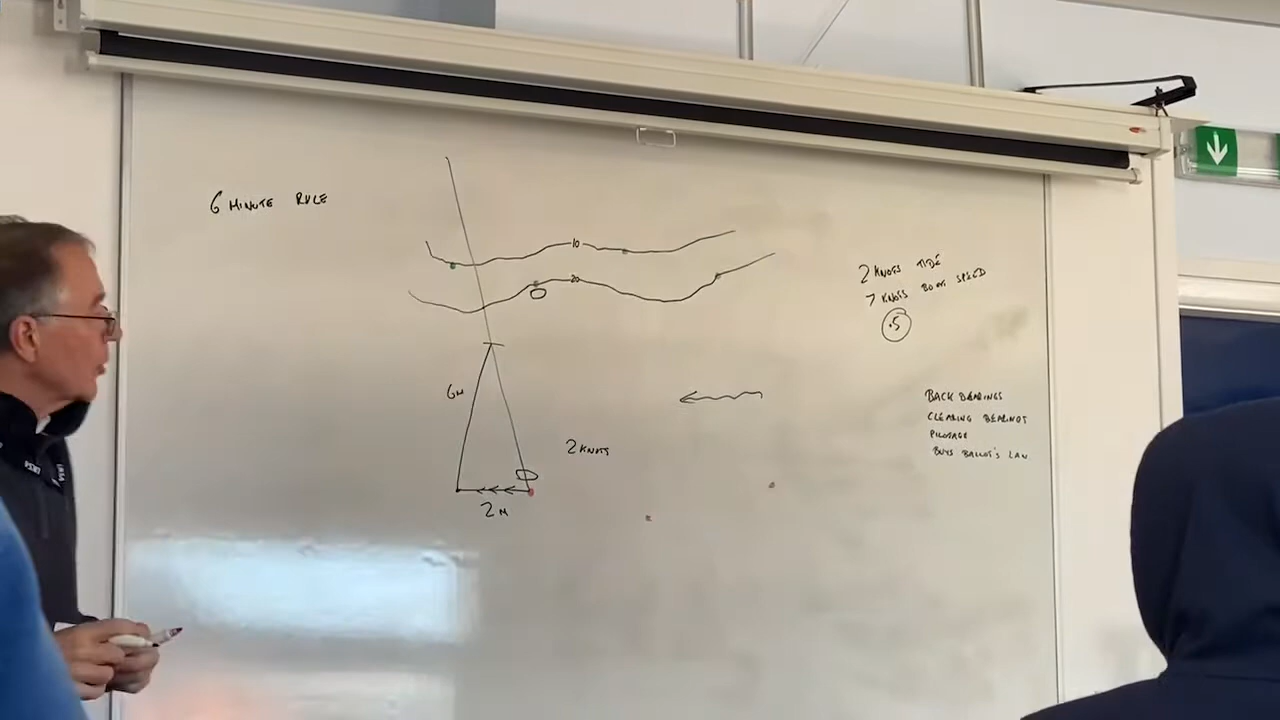 6 MINUTE RULE
10
20
2 KNOTS TIDE
7 KNOTS BOAT SPEED
.5
6M
2 KNOTS
2M
BACK BEARINGS
CLEARING BEARINGS
PILOTAGE
BUYS BALLOT'S LAW